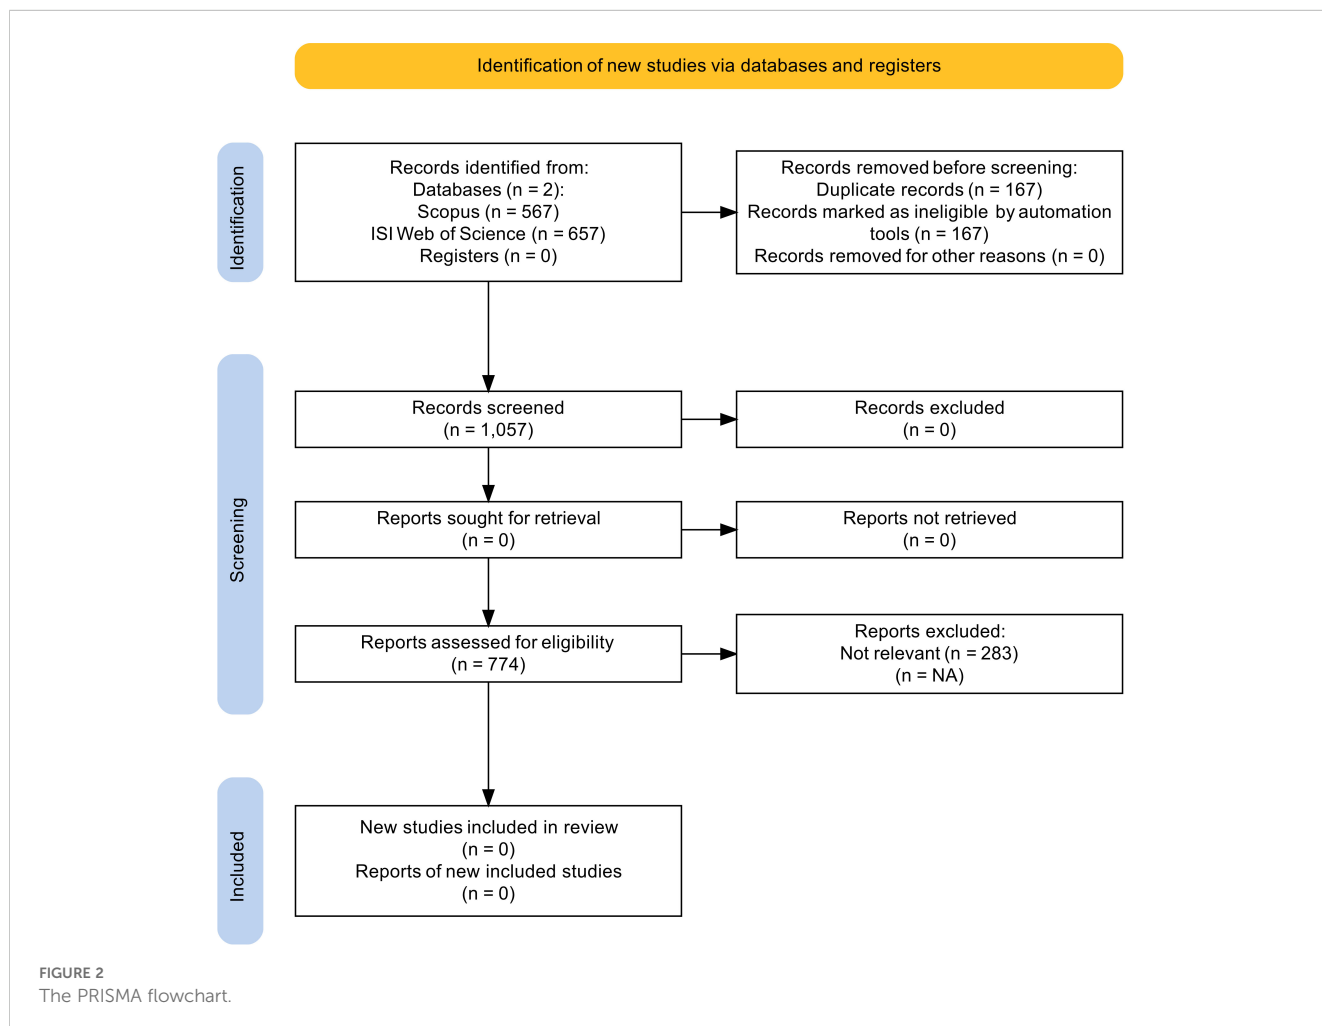 Identification of new studies via databases and registers
Identification
Records identified from:
Databases (n = 2):
Scopus (n = 567)
ISI Web of Science (n = 657)
Registers (n = 0)
Records removed before screening:
Duplicate records (n = 167)
Records marked as ineligible by automation
tools (n = 167)
Records removed for other reasons (n = 0)
Screening
Records screened
(n = 1,057)
Records excluded
(n = 0)
Reports sought for retrieval
(n = 0)
Reports not retrieved
(n = 0)
Reports assessed for eligibility
(n = 774)
Reports excluded:
Not relevant (n = 283)
(n = NA)
Included
New studies included in review
(n = 0)
Reports of new included studies
(n = 0)
FIGURE 2
The PRISMA flowchart.